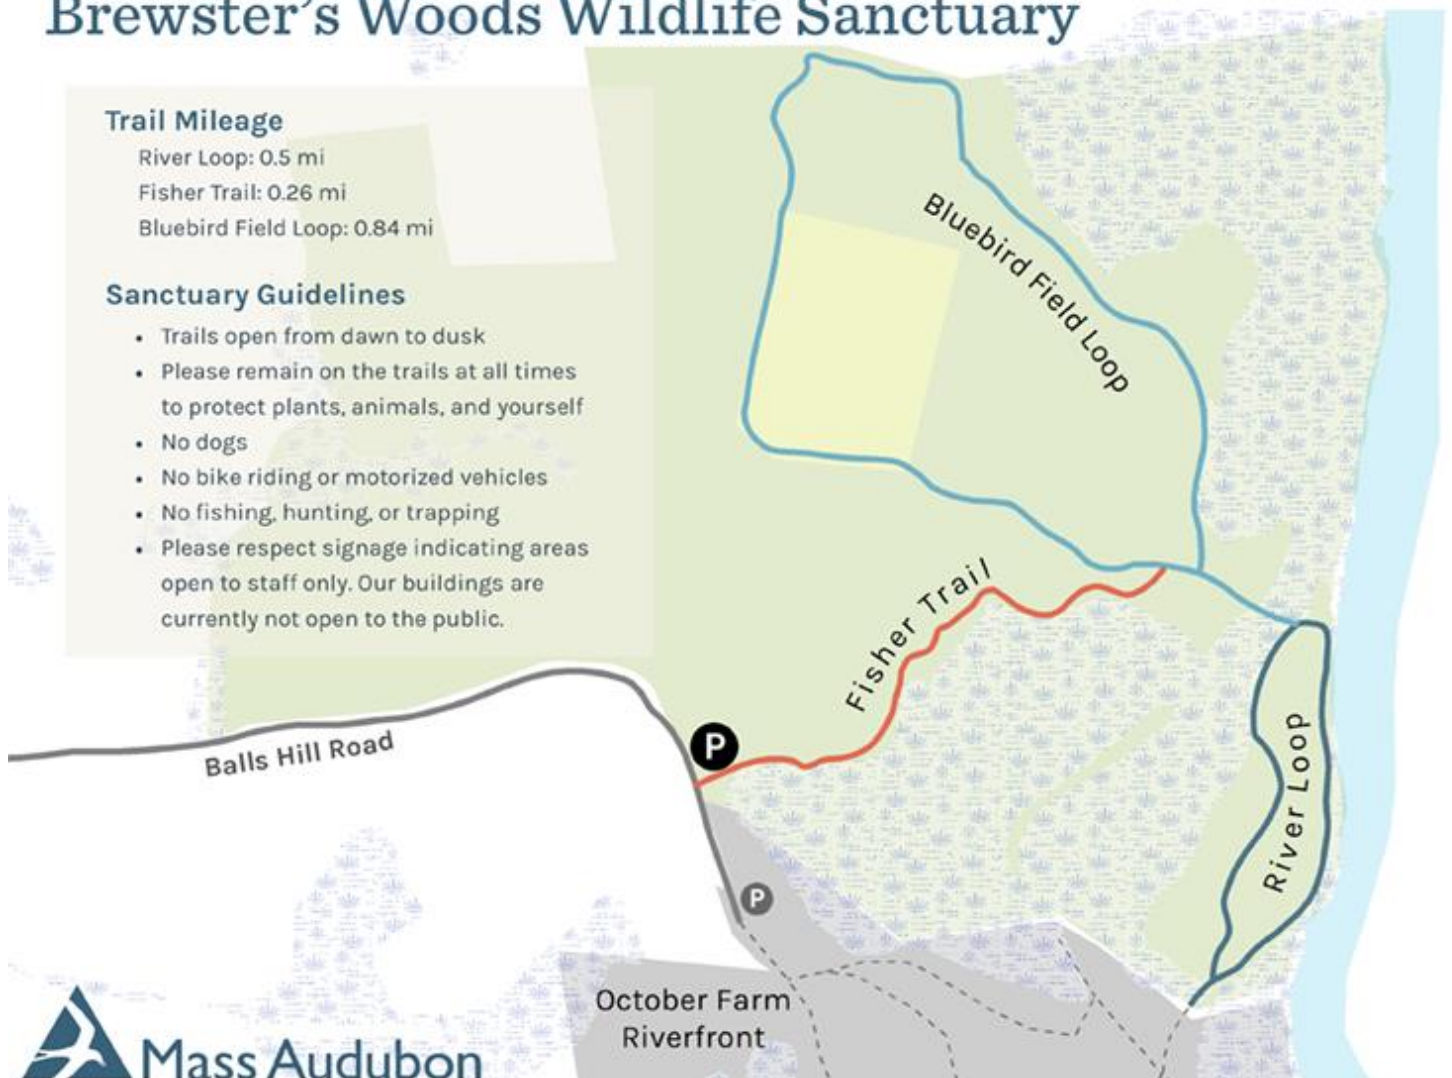 Brewster's Woods Wildlife Sanctuary
Trail Mileage
River Loop: 0.5 mi
Fisher Trail: 0.26 mi
Bluebird Field Loop: 0.84 mi
Sanctuary Guidelines
• Trails open from dawn to dusk
• Please remain on the trails at all times
to protect plants, animals, and yourself
• No dogs
• No bike riding or motorized vehicles
• No fishing, hunting, or trapping
• Please respect signage indicating areas
open to staff only. Our buildings are
currently not open to the public.
Bluebird Field Loop
Fisher Trail
Balls Hill Road
P
River Loop
P
October Farm
Riverfront
Mass Audubon